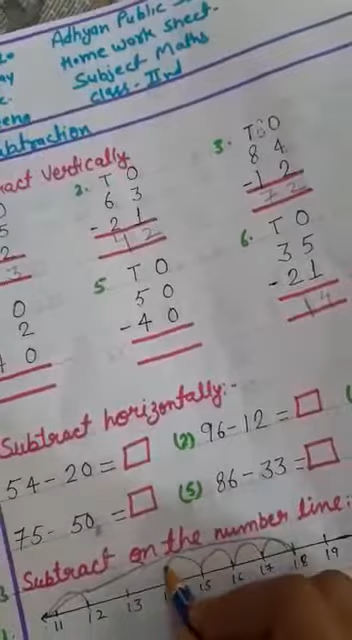 Adhyan Public
Home work sheet.
Subject Maths
Class - IInd
Subtract vertically
2. T O
6 3
- 2 1
1 2
3. T O
8 4
- 1 2
7 2
5. T O
5 0
- 4 0
6. T O
3 5
- 2 1
1 4
Subtract horizontally:-
54 - 20 = 
(2) 96 - 12 =
75 - 50 =
(5) 86 - 33 =
Subtract on the number line:
11 12 13 15 16 17 18 19